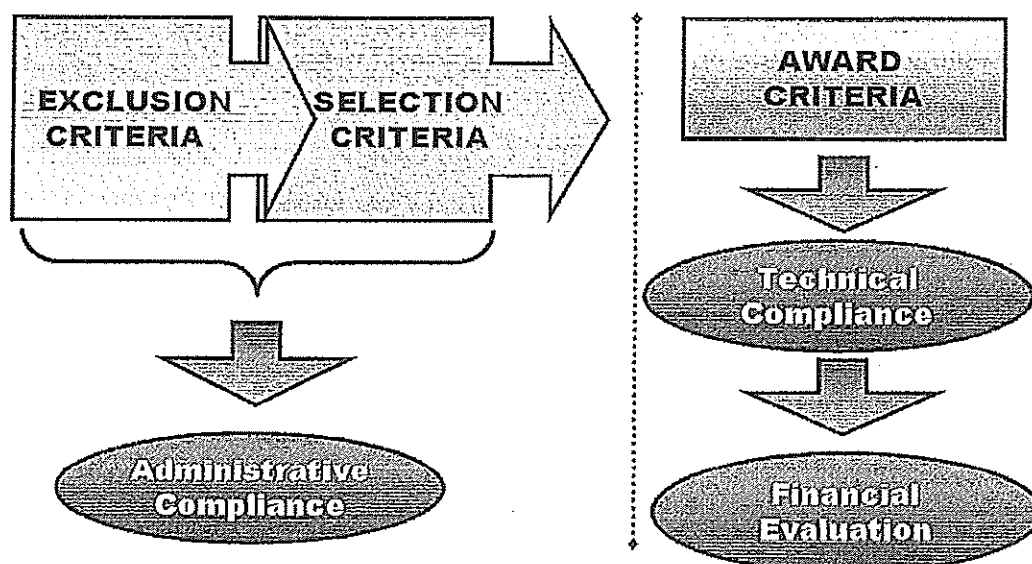 EXCLUSION
CRITERIA
SELECTION
CRITERIA
Administrative
Compliance
AWARD
CRITERIA
Technical
Compliance
Financial
Evaluation